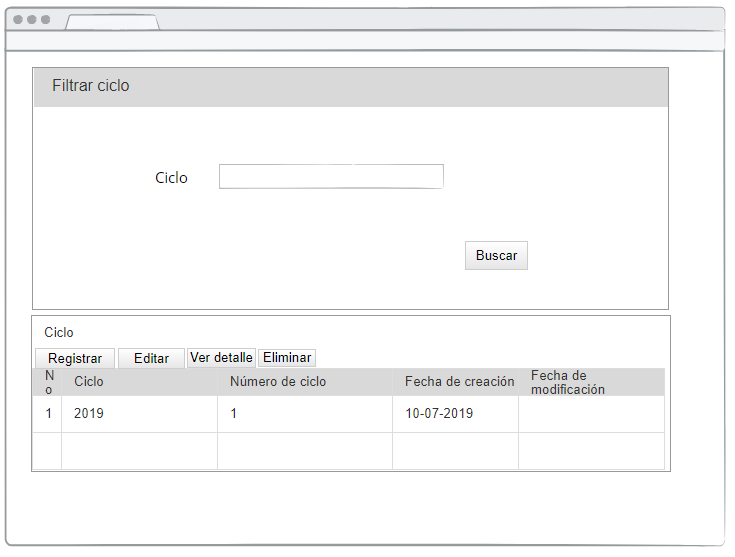 Filtrar ciclo
Ciclo
Buscar
Ciclo
Registrar Editar Ver detalle Eliminar
N
o Ciclo Número de ciclo Fecha de creación Fecha de
modificación
1 2019 1 10-07-2019